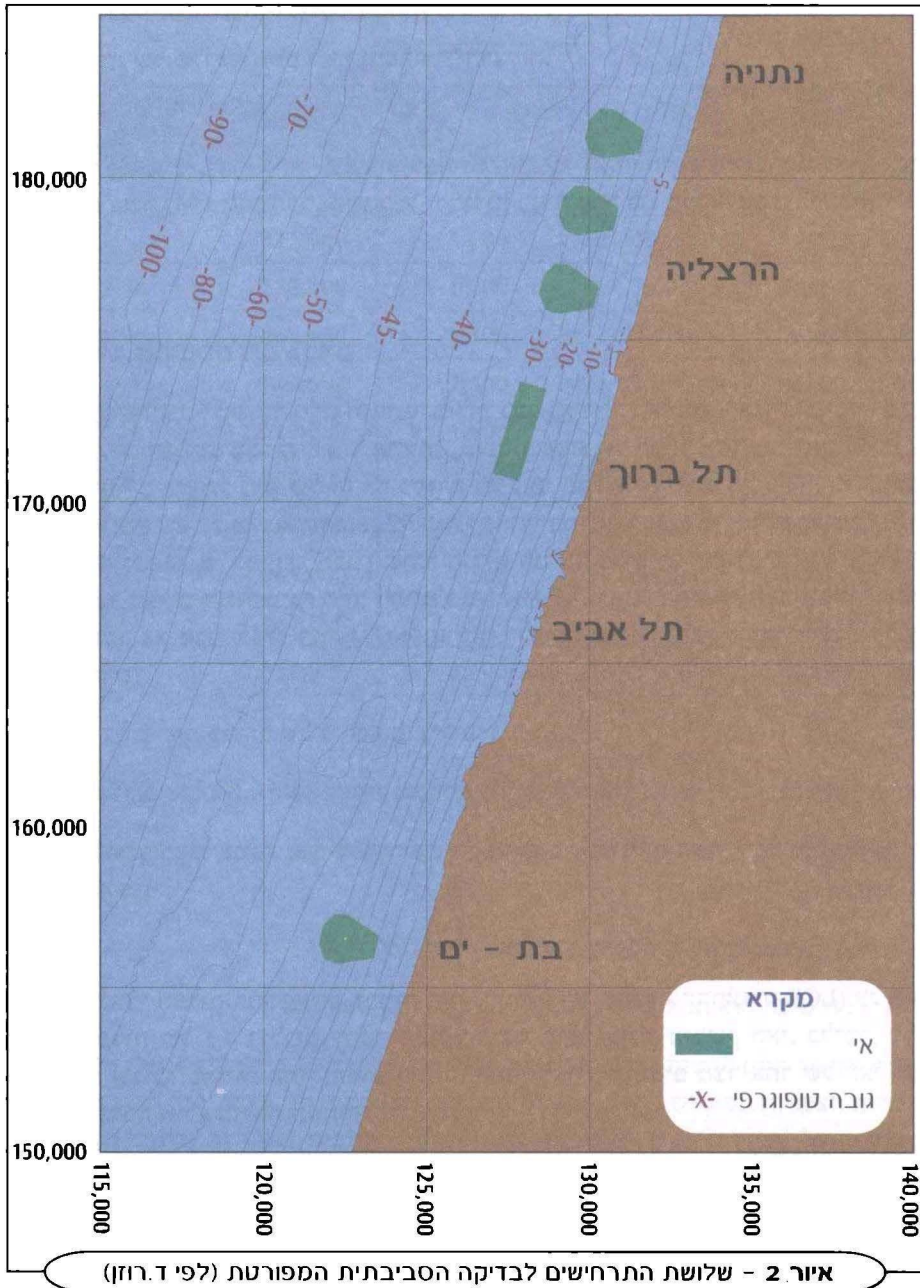 נתניה
-90-
-70-
180,000
-5-
-100-
-80-
-60-
-50-
-45-
-40-
-30-
-20-
-10-
הרצליה
תל ברוך
170,000
תל אביב
160,000
בת - ים
מקרא
אי
גובה טופוגרפי -X-
150,000
115,000
120,000
125,000
130,000
135,000
140,000
איור 2 - שלושת התרחישים לבדיקה הסביבתית המפורטת (לפי ד.רוזן)